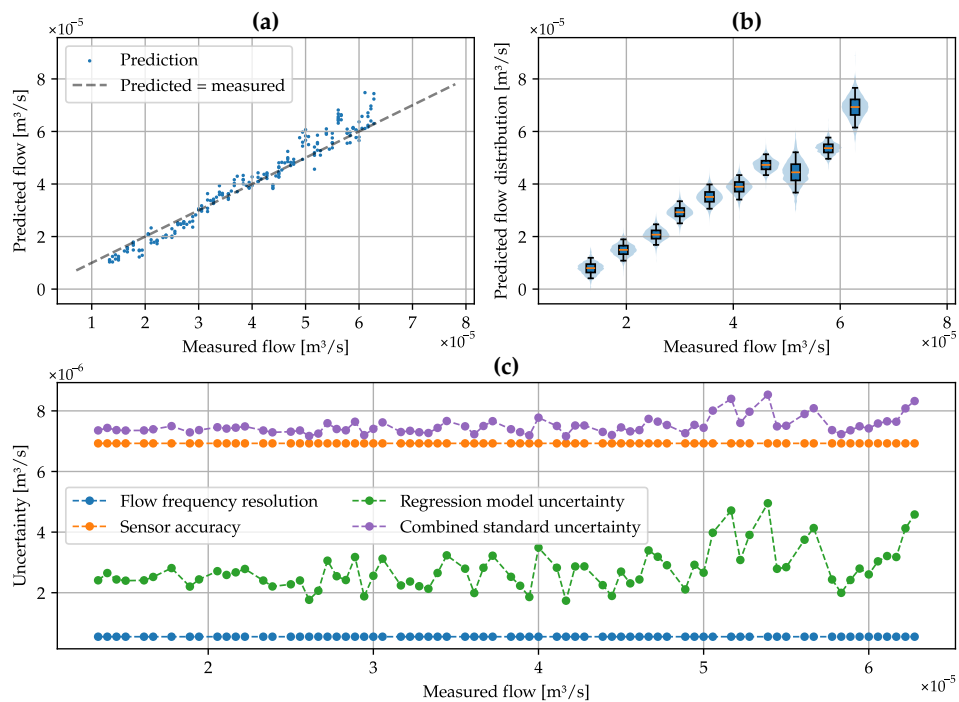 (a)
×10⁻⁵
Predicted flow [m³/s]
8
6
4
2
0
Prediction
Predicted = measured
1 2 3 4 5 6 7 8
×10⁻⁵
Measured flow [m³/s]
(b)
×10⁻⁵
Predicted flow distribution [m³/s]
8
6
4
2
0
2 4 6 8
×10⁻⁵
Measured flow [m³/s]
(c)
×10⁻⁶
Uncertainty [m³/s]
8
6
4
2
Flow frequency resolution
Sensor accuracy
Regression model uncertainty
Combined standard uncertainty
2 3 4 5 6
×10⁻⁵
Measured flow [m³/s]